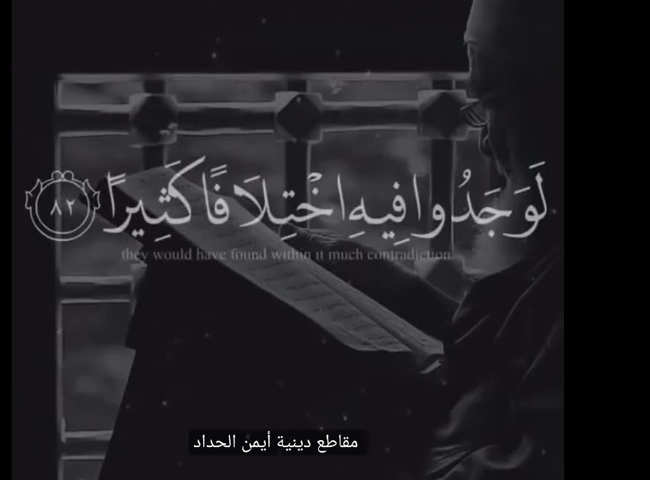 لَوَجَدُوا فِيهِ اخْتِلَافًا كَثِيرًا ٨٢
they would have found within it much contradiction
مقاطع دينية أيمن الحداد